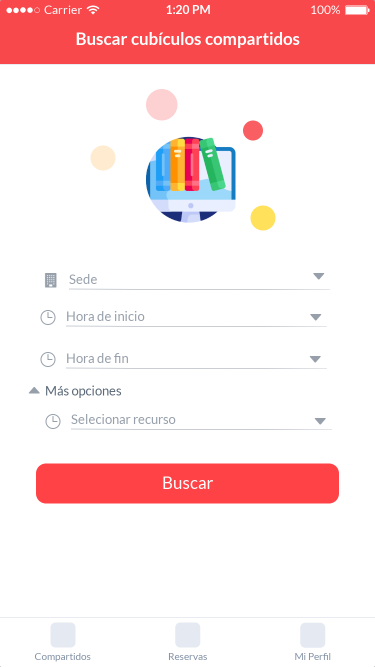 Carrier 1:20 PM 100%
Buscar cubículos compartidos
Sede
Hora de inicio
Hora de fin
Más opciones
Selecionar recurso
Buscar
Compartidos Reservas Mi Perfil